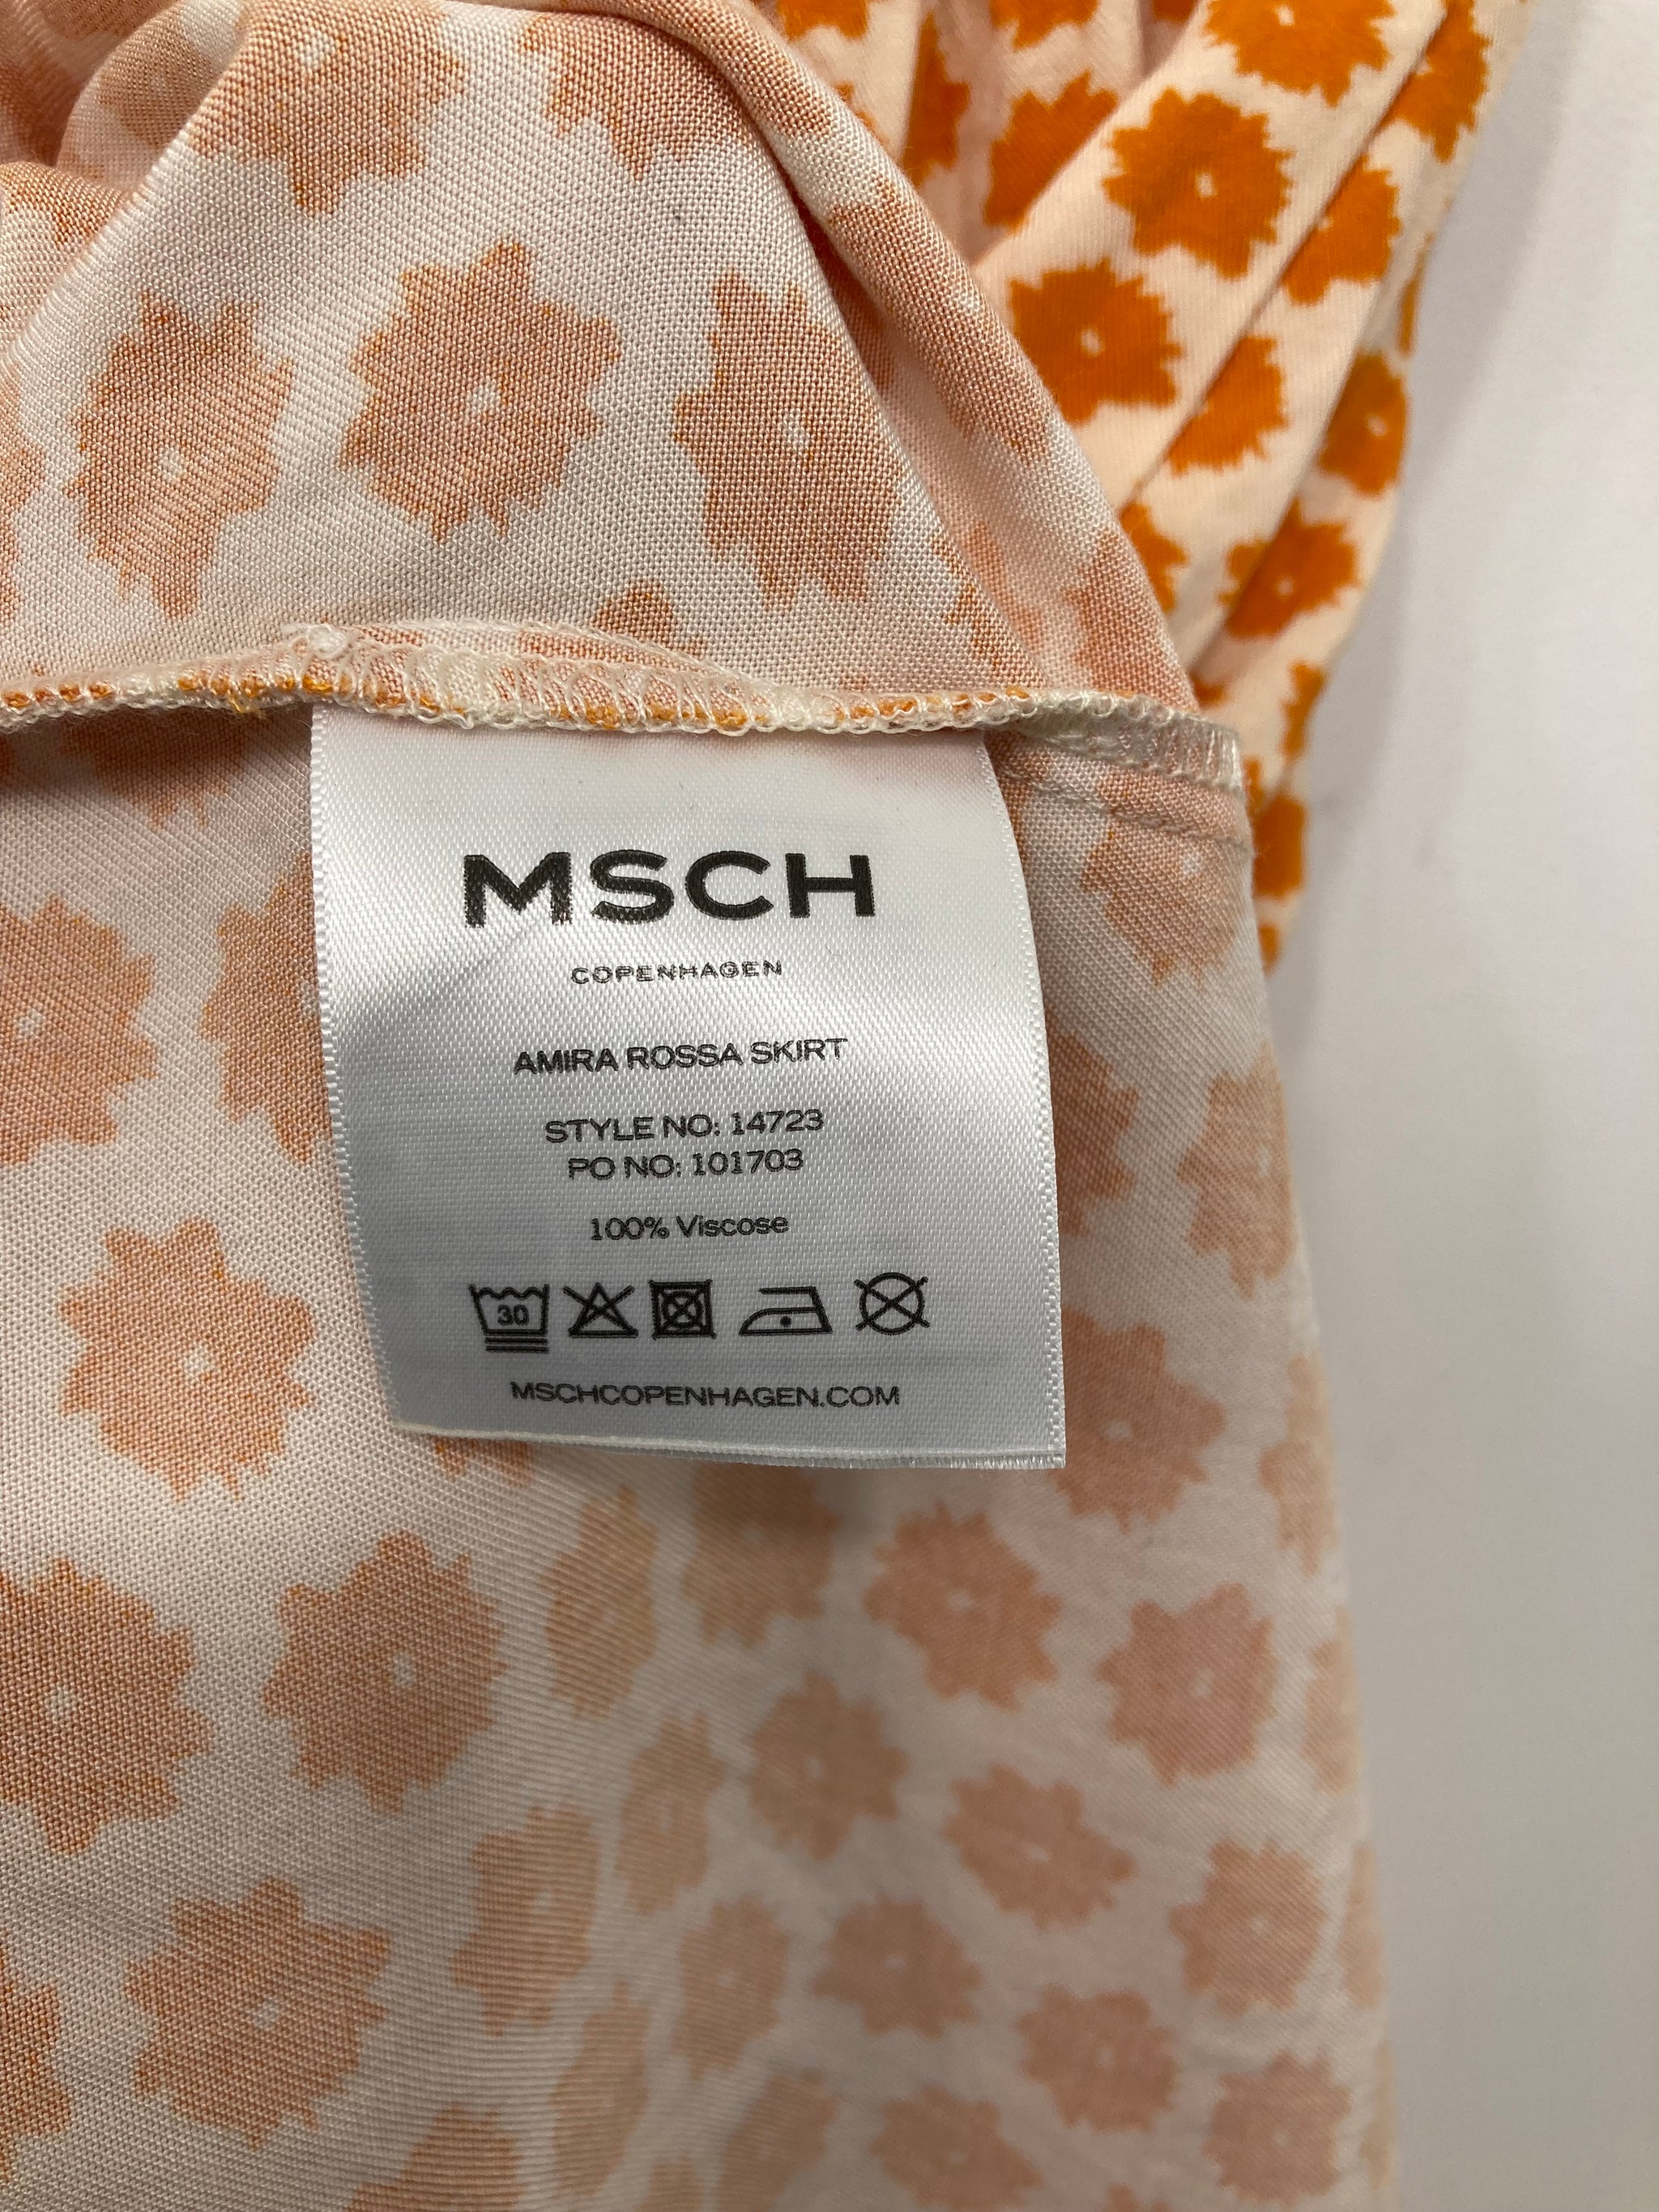 MSCH
COPENHAGEN
AMIRA ROSSA SKIRT
STYLE NO: 14723
PO NO: 101703
100% Viscose
30
MSCHCOPENHAGEN.COM